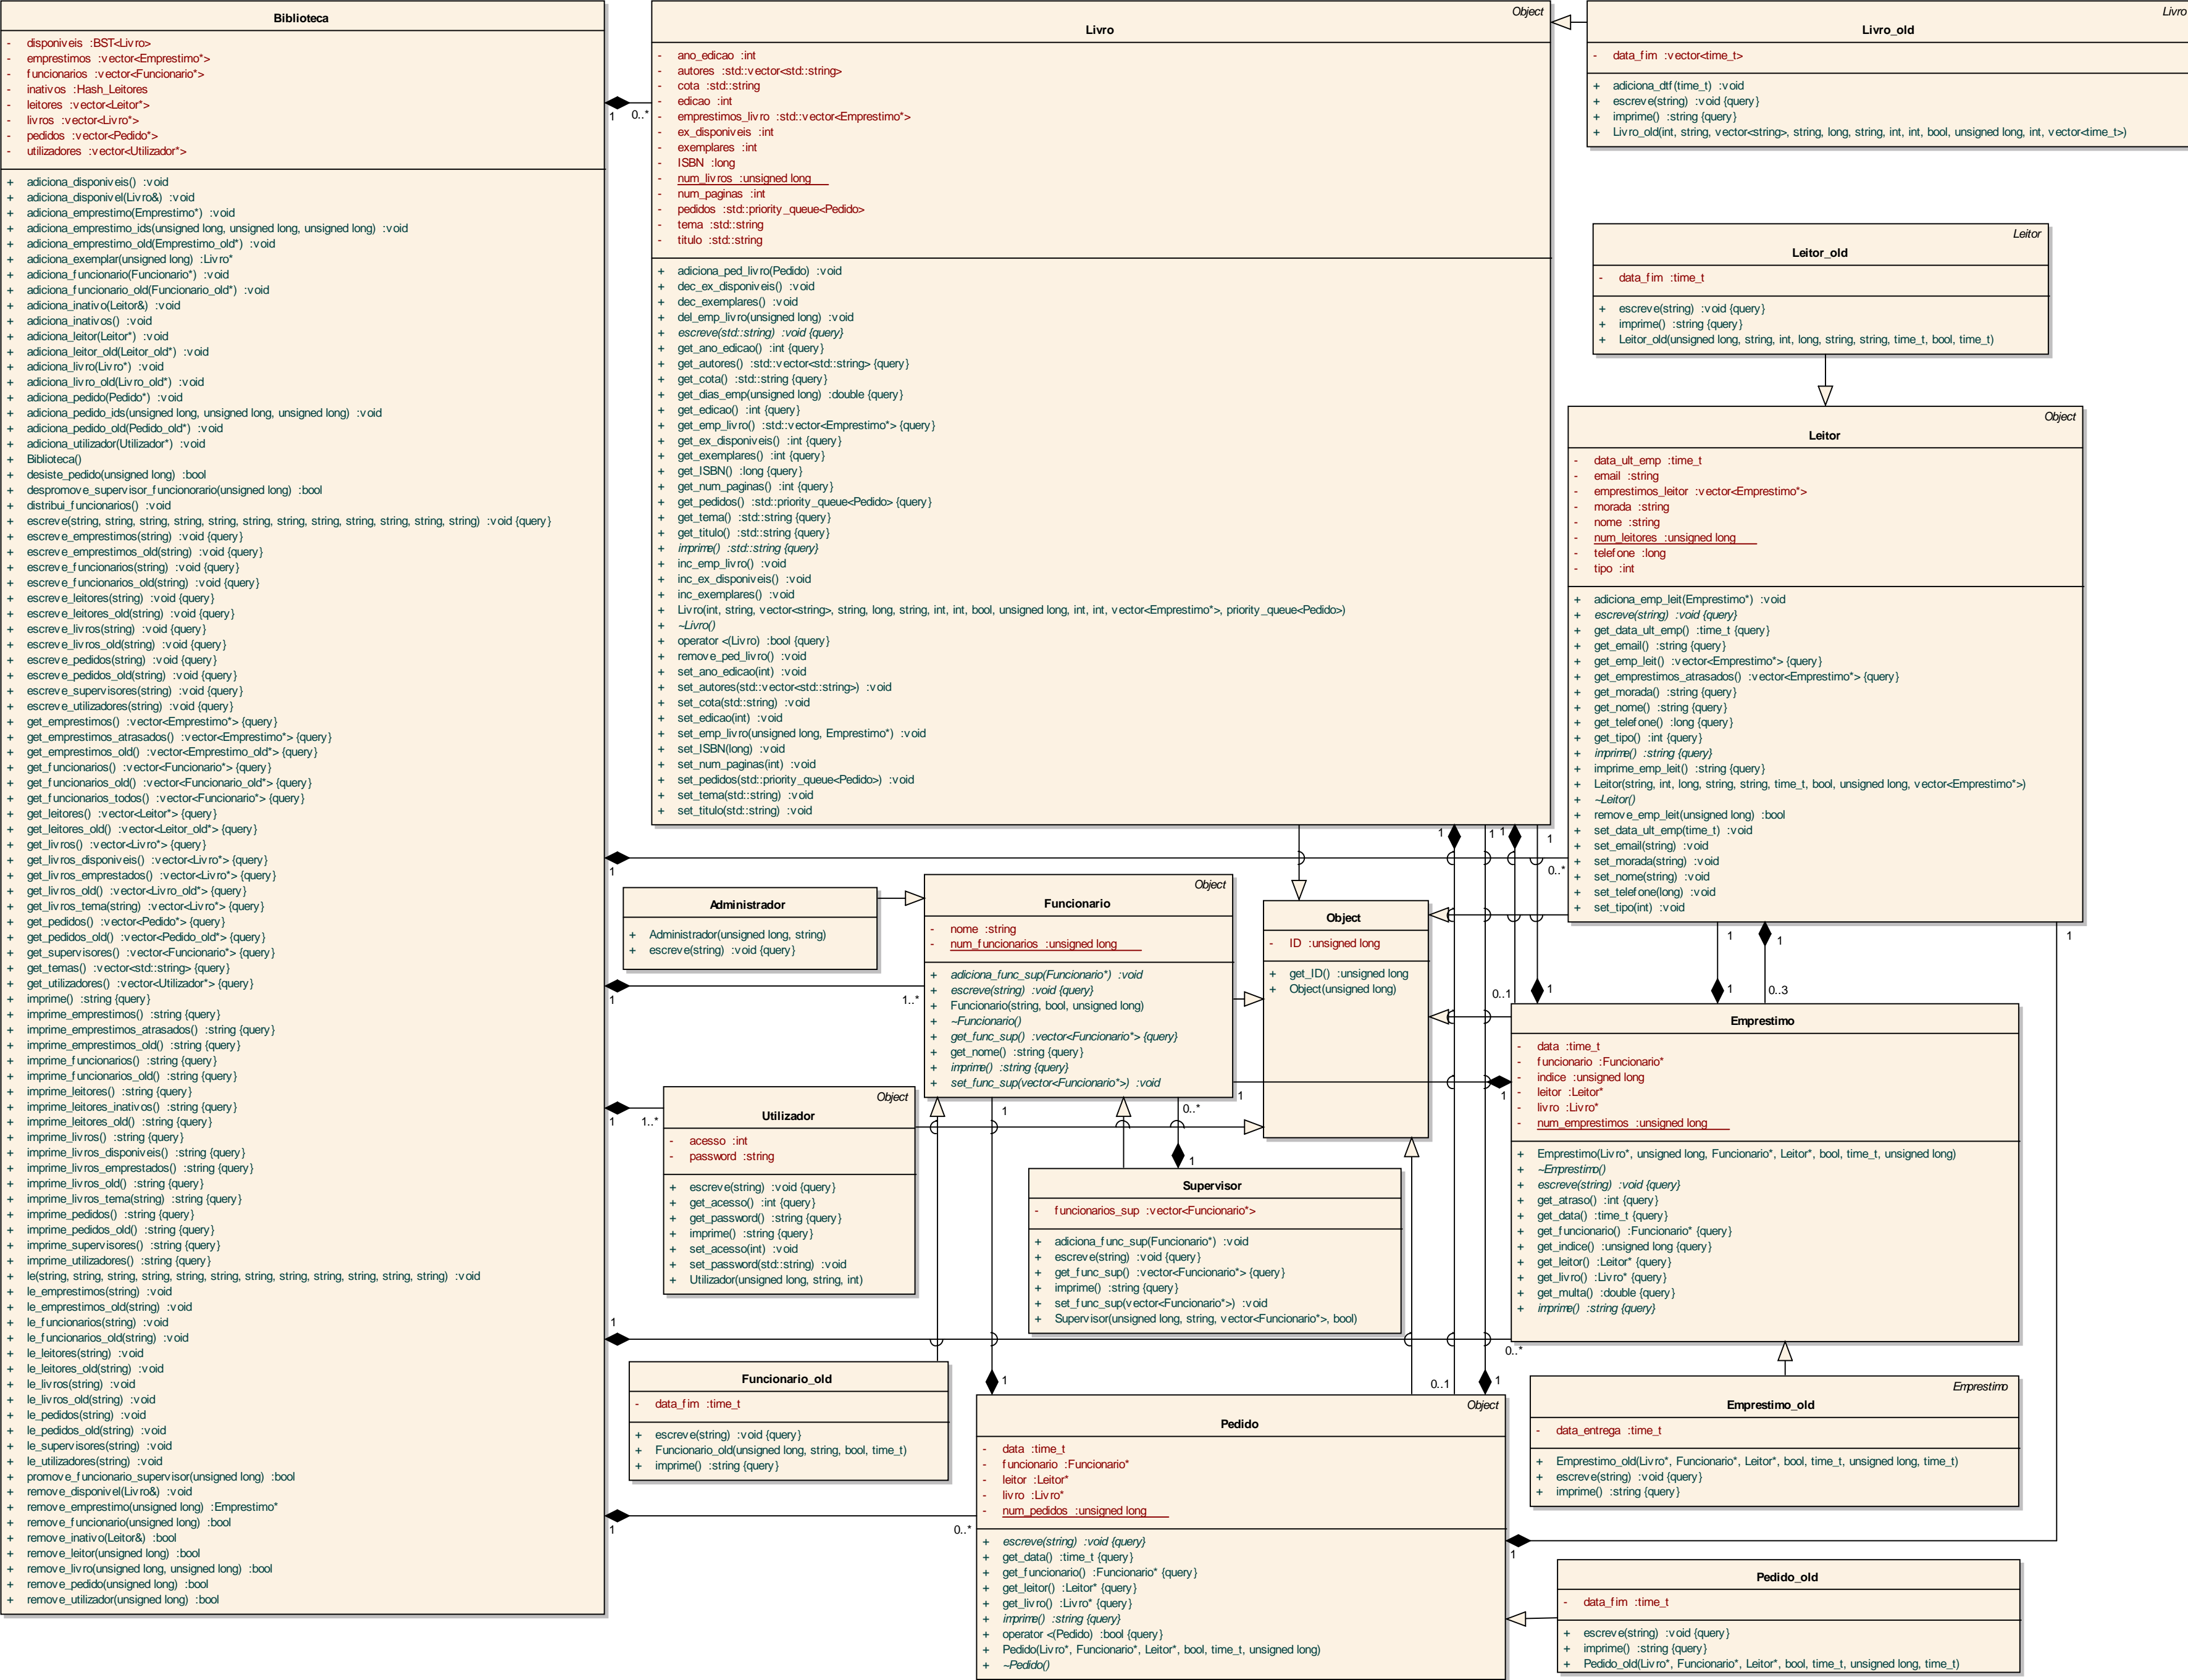 Biblioteca
- disponiveis :BST<Livro>
- emprestimos :vector<Emprestimo*>
- funcionarios :vector<Funcionario*>
- inativos :Hash_Leitores
- leitores :vector<Leitor*>
- livros :vector<Livro*>
- pedidos :vector<Pedido*>
- utilizadores :vector<Utilizador*>
+ adiciona_disponiveis() :void
+ adiciona_disponivel(Livro&) :void
+ adiciona_emprestimo(Emprestimo*) :void
+ adiciona_emprestimo_ids(unsigned long, unsigned long, unsigned long) :void
+ adiciona_emprestimo_old(Emprestimo_old*) :void
+ adiciona_exemplar(unsigned long) :Livro*
+ adiciona_funcionario(Funcionario*) :void
+ adiciona_funcionario_old(Funcionario_old*) :void
+ adiciona_inativo(Leitor&) :void
+ adiciona_inativos() :void
+ adiciona_leitor(Leitor*) :void
+ adiciona_leitor_old(Leitor_old*) :void
+ adiciona_livro(Livro*) :void
+ adiciona_livro_old(Livro_old*) :void
+ adiciona_pedido(Pedido*) :void
+ adiciona_pedido_ids(unsigned long, unsigned long, unsigned long) :void
+ adiciona_pedido_old(Pedido_old*) :void
+ adiciona_utilizador(Utilizador*) :void
+ Biblioteca()
+ desiste_pedido(unsigned long) :bool
+ despromove_supervisor_funcionorario(unsigned long) :bool
+ distribui_funcionarios() :void
+ escreve(string, string, string, string, string, string, string, string, string, string, string, string) :void {query}
+ escreve_emprestimos(string) :void {query}
+ escreve_emprestimos_old(string) :void {query}
+ escreve_funcionarios(string) :void {query}
+ escreve_funcionarios_old(string) :void {query}
+ escreve_leitores(string) :void {query}
+ escreve_leitores_old(string) :void {query}
+ escreve_livros(string) :void {query}
+ escreve_livros_old(string) :void {query}
+ escreve_pedidos(string) :void {query}
+ escreve_pedidos_old(string) :void {query}
+ escreve_supervisores(string) :void {query}
+ escreve_utilizadores(string) :void {query}
+ get_emprestimos() :vector<Emprestimo*> {query}
+ get_emprestimos_atrasados() :vector<Emprestimo*> {query}
+ get_emprestimos_old() :vector<Emprestimo_old*> {query}
+ get_funcionarios() :vector<Funcionario*> {query}
+ get_funcionarios_old() :vector<Funcionario_old*> {query}
+ get_funcionarios_todos() :vector<Funcionario*> {query}
+ get_leitores() :vector<Leitor*> {query}
+ get_leitores_old() :vector<Leitor_old*> {query}
+ get_livros() :vector<Livro*> {query}
+ get_livros_disponiveis() :vector<Livro*> {query}
+ get_livros_emprestados() :vector<Livro*> {query}
+ get_livros_old() :vector<Livro_old*> {query}
+ get_livros_tema(string) :vector<Livro*> {query}
+ get_pedidos() :vector<Pedido*> {query}
+ get_pedidos_old() :vector<Pedido_old*> {query}
+ get_supervisores() :vector<Funcionario*> {query}
+ get_temas() :vector<std::string> {query}
+ get_utilizadores() :vector<Utilizador*> {query}
+ imprime() :string {query}
+ imprime_emprestimos() :string {query}
+ imprime_emprestimos_atrasados() :string {query}
+ imprime_emprestimos_old() :string {query}
+ imprime_funcionarios() :string {query}
+ imprime_funcionarios_old() :string {query}
+ imprime_leitores() :string {query}
+ imprime_leitores_inativos() :string {query}
+ imprime_leitores_old() :string {query}
+ imprime_livros() :string {query}
+ imprime_livros_disponiveis() :string {query}
+ imprime_livros_emprestados() :string {query}
+ imprime_livros_old() :string {query}
+ imprime_livros_tema(string) :string {query}
+ imprime_pedidos() :string {query}
+ imprime_pedidos_old() :string {query}
+ imprime_supervisores() :string {query}
+ imprime_utilizadores() :string {query}
+ le(string, string, string, string, string, string, string, string, string, string, string, string) :void
+ le_emprestimos(string) :void
+ le_emprestimos_old(string) :void
+ le_funcionarios(string) :void
+ le_funcionarios_old(string) :void
+ le_leitores(string) :void
+ le_leitores_old(string) :void
+ le_livros(string) :void
+ le_livros_old(string) :void
+ le_pedidos(string) :void
+ le_pedidos_old(string) :void
+ le_supervisores(string) :void
+ le_utilizadores(string) :void
+ promove_funcionario_supervisor(unsigned long) :bool
+ remove_disponivel(Livro&) :void
+ remove_emprestimo(unsigned long) :Emprestimo*
+ remove_funcionario(unsigned long) :bool
+ remove_inativo(Leitor&) :bool
+ remove_leitor(unsigned long) :bool
+ remove_livro(unsigned long, unsigned long) :bool
+ remove_pedido(unsigned long) :bool
+ remove_utilizador(unsigned long) :bool
1 0..*
Object
Livro
- ano_edicao :int
- autores :std::vector<std::string>
- cota :std::string
- edicao :int
- emprestimos_livro :std::vector<Emprestimo*>
- ex_disponiveis :int
- exemplares :int
- ISBN :long
- num_livros :unsigned long
- num_paginas :int
- pedidos :std::priority_queue<Pedido>
- tema :std::string
- titulo :std::string
+ adiciona_ped_livro(Pedido) :void
+ dec_ex_disponiveis() :void
+ dec_exemplares() :void
+ del_emp_livro(unsigned long) :void
+ escreve(std::string) :void {query}
+ get_ano_edicao() :int {query}
+ get_autores() :std::vector<std::string> {query}
+ get_cota() :std::string {query}
+ get_dias_emp(unsigned long) :double {query}
+ get_edicao() :int {query}
+ get_emp_livro() :std::vector<Emprestimo*> {query}
+ get_ex_disponiveis() :int {query}
+ get_exemplares() :int {query}
+ get_ISBN() :long {query}
+ get_num_paginas() :int {query}
+ get_pedidos() :std::priority_queue<Pedido> {query}
+ get_tema() :std::string {query}
+ get_titulo() :std::string {query}
+ imprime() :std::string {query}
+ inc_emp_livro() :void
+ inc_ex_disponiveis() :void
+ inc_exemplares() :void
+ Livro(int, string, vector<string>, string, long, string, int, int, bool, unsigned long, int, int, vector<Emprestimo*>, priority_queue<Pedido>)
+ ~Livro()
+ operator <(Livro) :bool {query}
+ remove_ped_livro() :void
+ set_ano_edicao(int) :void
+ set_autores(std::vector<std::string>) :void
+ set_cota(std::string) :void
+ set_edicao(int) :void
+ set_emp_livro(unsigned long, Emprestimo*) :void
+ set_ISBN(long) :void
+ set_num_paginas(int) :void
+ set_pedidos(std::priority_queue<Pedido>) :void
+ set_tema(std::string) :void
+ set_titulo(std::string) :void
Livro
Livro_old
- data_fim :vector<time_t>
+ adiciona_dtf(time_t) :void
+ escreve(string) :void {query}
+ imprime() :string {query}
+ Livro_old(int, string, vector<string>, string, long, string, int, int, bool, unsigned long, int, vector<time_t>)
Leitor
Leitor_old
- data_fim :time_t
+ escreve(string) :void {query}
+ imprime() :string {query}
+ Leitor_old(unsigned long, string, int, long, string, string, time_t, bool, time_t)
Object
Leitor
- data_ult_emp :time_t
- email :string
- emprestimos_leitor :vector<Emprestimo*>
- morada :string
- nome :string
- num_leitores :unsigned long
- telefone :long
- tipo :int
+ adiciona_emp_leit(Emprestimo*) :void
+ escreve(string) :void {query}
+ get_data_ult_emp() :time_t {query}
+ get_email() :string {query}
+ get_emp_leit() :vector<Emprestimo*> {query}
+ get_emprestimos_atrasados() :vector<Emprestimo*> {query}
+ get_morada() :string {query}
+ get_nome() :string {query}
+ get_telefone() :long {query}
+ get_tipo() :int {query}
+ imprime() :string {query}
+ imprime_emp_leit() :string {query}
+ Leitor(string, int, long, string, string, time_t, bool, unsigned long, vector<Emprestimo*>)
+ ~Leitor()
+ remove_emp_leit(unsigned long) :bool
+ set_data_ult_emp(time_t) :void
+ set_email(string) :void
+ set_morada(string) :void
+ set_nome(string) :void
+ set_telefone(long) :void
+ set_tipo(int) :void
1 1 1 1
1 0..*
Administrador
+ Administrador(unsigned long, string)
+ escreve(string) :void {query}
Object
Funcionario
- nome :string
- num_funcionarios :unsigned long
+ adiciona_func_sup(Funcionario*) :void
+ escreve(string) :void {query}
+ Funcionario(string, bool, unsigned long)
+ ~Funcionario()
+ get_func_sup() :vector<Funcionario*> {query}
+ get_nome() :string {query}
+ imprime() :string {query}
+ set_func_sup(vector<Funcionario*>) :void
1 1..*
Object
- ID :unsigned long
+ get_ID() :unsigned long
+ Object(unsigned long)
1 1 1
0..1 1 1 0..3
Emprestimo
- data :time_t
- funcionario :Funcionario*
- indice :unsigned long
- leitor :Leitor*
- livro :Livro*
- num_emprestimos :unsigned long
+ Emprestimo(Livro*, unsigned long, Funcionario*, Leitor*, bool, time_t, unsigned long)
+ ~Emprestimo()
+ escreve(string) :void {query}
+ get_atraso() :int {query}
+ get_data() :time_t {query}
+ get_funcionario() :Funcionario* {query}
+ get_indice() :unsigned long {query}
+ get_leitor() :Leitor* {query}
+ get_livro() :Livro* {query}
+ get_multa() :double {query}
+ imprime() :string {query}
1 1
1 0..*
1 1..*
Object
Utilizador
- acesso :int
- password :string
+ escreve(string) :void {query}
+ get_acesso() :int {query}
+ get_password() :string {query}
+ imprime() :string {query}
+ set_acesso(int) :void
+ set_password(std::string) :void
+ Utilizador(unsigned long, string, int)
1
Supervisor
- funcionarios_sup :vector<Funcionario*>
+ adiciona_func_sup(Funcionario*) :void
+ escreve(string) :void {query}
+ get_func_sup() :vector<Funcionario*> {query}
+ imprime() :string {query}
+ set_func_sup(vector<Funcionario*>) :void
+ Supervisor(unsigned long, string, vector<Funcionario*>, bool)
1 0..*
Funcionario_old
- data_fim :time_t
+ escreve(string) :void {query}
+ Funcionario_old(unsigned long, string, bool, time_t)
+ imprime() :string {query}
1 0..1 1
Object
Pedido
- data :time_t
- funcionario :Funcionario*
- leitor :Leitor*
- livro :Livro*
- num_pedidos :unsigned long
+ escreve(string) :void {query}
+ get_data() :time_t {query}
+ get_funcionario() :Funcionario* {query}
+ get_leitor() :Leitor* {query}
+ get_livro() :Livro* {query}
+ imprime() :string {query}
+ operator <(Pedido) :bool {query}
+ Pedido(Livro*, Funcionario*, Leitor*, bool, time_t, unsigned long)
+ ~Pedido()
1 0..*
1
Emprestimo
Emprestimo_old
- data_entrega :time_t
+ Emprestimo_old(Livro*, Funcionario*, Leitor*, bool, time_t, unsigned long, time_t)
+ escreve(string) :void {query}
+ imprime() :string {query}
Pedido_old
- data_fim :time_t
+ escreve(string) :void {query}
+ imprime() :string {query}
+ Pedido_old(Livro*, Funcionario*, Leitor*, bool, time_t, unsigned long, time_t)